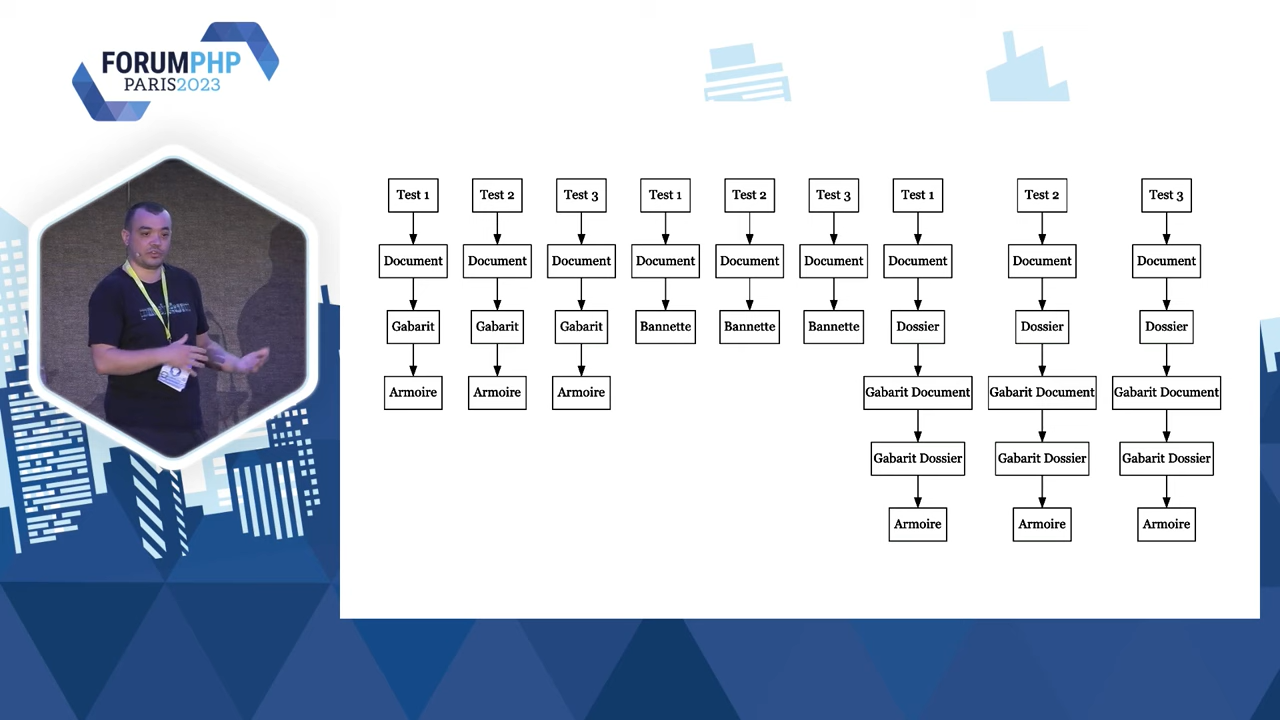 FORUMPHP
PARIS2023
Test 1
Test 2
Test 3
Test 1
Test 2
Test 3
Test 1
Test 2
Test 3
Document
Document
Document
Document
Document
Document
Document
Document
Document
Gabarit
Gabarit
Gabarit
Bannette
Bannette
Bannette
Dossier
Dossier
Dossier
Armoire
Armoire
Armoire
Gabarit Document
Gabarit Document
Gabarit Document
Gabarit Dossier
Gabarit Dossier
Gabarit Dossier
Armoire
Armoire
Armoire